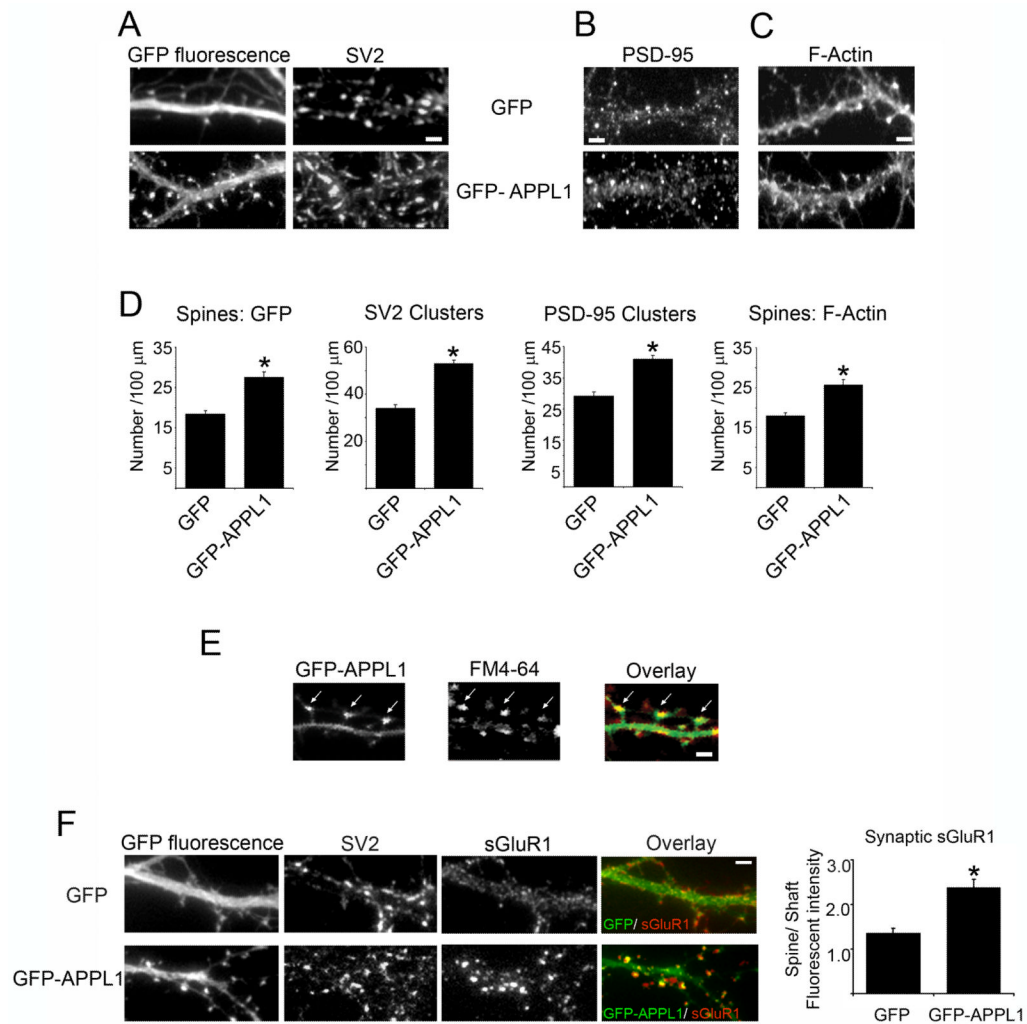 A
B
C
GFP fluorescence
SV2
PSD-95
F-Actin
GFP
GFP- APPL1
D
Spines: GFP
Number /100 μm
35
25
15
5
GFP
GFP-APPL1
SV2 Clusters
Number /100 μm
60
40
20
GFP
GFP-APPL1
PSD-95 Clusters
Number /100 μm
45
35
25
15
5
*
GFP
GFP-APPL1
Spines: F-Actin
Number /100 μm
35
25
15
5
*
GFP
GFP-APPL1
E
GFP-APPL1
FM4-64
Overlay
F
GFP fluorescence
SV2
sGluR1
Overlay
GFP
GFP/ sGluR1
GFP-APPL1
GFP-APPL1/ sGluR1
Synaptic sGluR1
Spine/ Shaft
Fluorescent intensity
3.0
2.0
1.0
*
GFP
GFP-APPL1